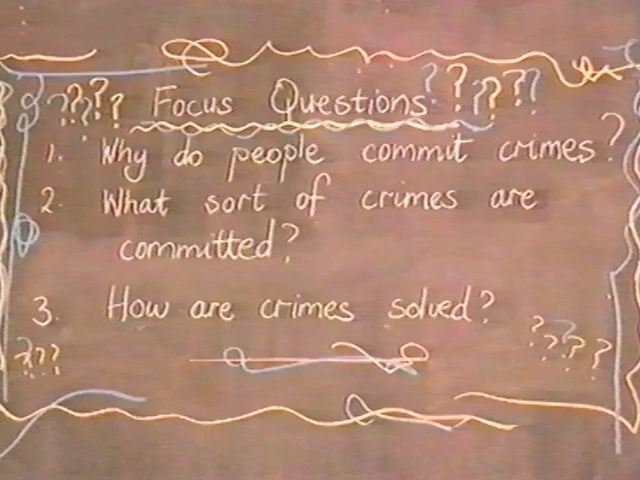 ???? Focus Questions ??????
1. Why do people commit crimes?
2. What sort of crimes are
committed?
3. How are crimes solved?
??? ?????